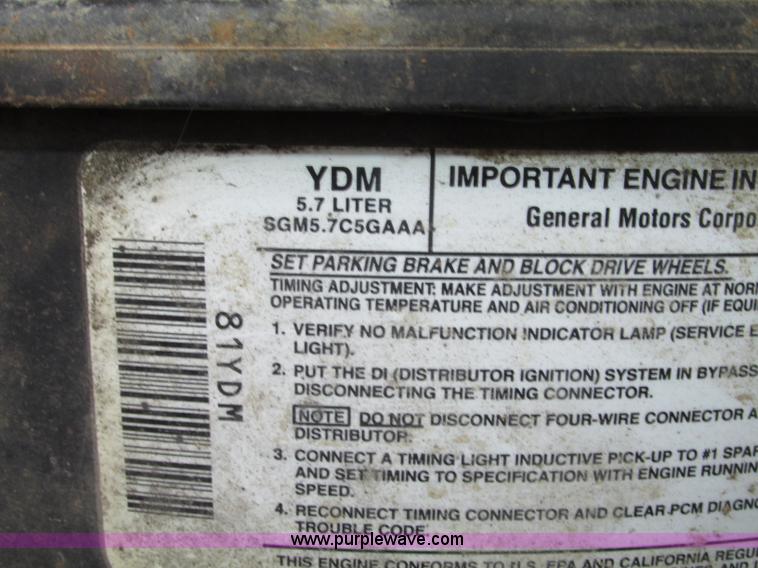 YDM
5.7 LITER
SGM5.7C5GAAA
IMPORTANT ENGINE IN
General Motors Corpo
81YDM
SET PARKING BRAKE AND BLOCK DRIVE WHEELS.
TIMING ADJUSTMENT: MAKE ADJUSTMENT WITH ENGINE AT NOR
OPERATING TEMPERATURE AND AIR CONDITIONING OFF (IF EQUI
1. VERIFY NO MALFUNCTION INDICATOR LAMP (SERVICE E
LIGHT).
2. PUT THE DI (DISTRIBUTOR IGNITION) SYSTEM IN BYPASS
DISCONNECTING THE TIMING CONNECTOR.
NOTE DO NOT DISCONNECT FOUR-WIRE CONNECTOR A
DISTRIBUTOR.
3. CONNECT A TIMING LIGHT INDUCTIVE PICK-UP TO #1 SPAR
AND SET TIMING TO SPECIFICATION WITH ENGINE RUNNIN
SPEED.
4. RECONNECT TIMING CONNECTOR AND CLEAR PCM DIAGNO
TROUBLE CODE
www.purplewave.com
THIS ENGINE CONFORMS TO U.S. EPA AND CALIFORNIA REGU